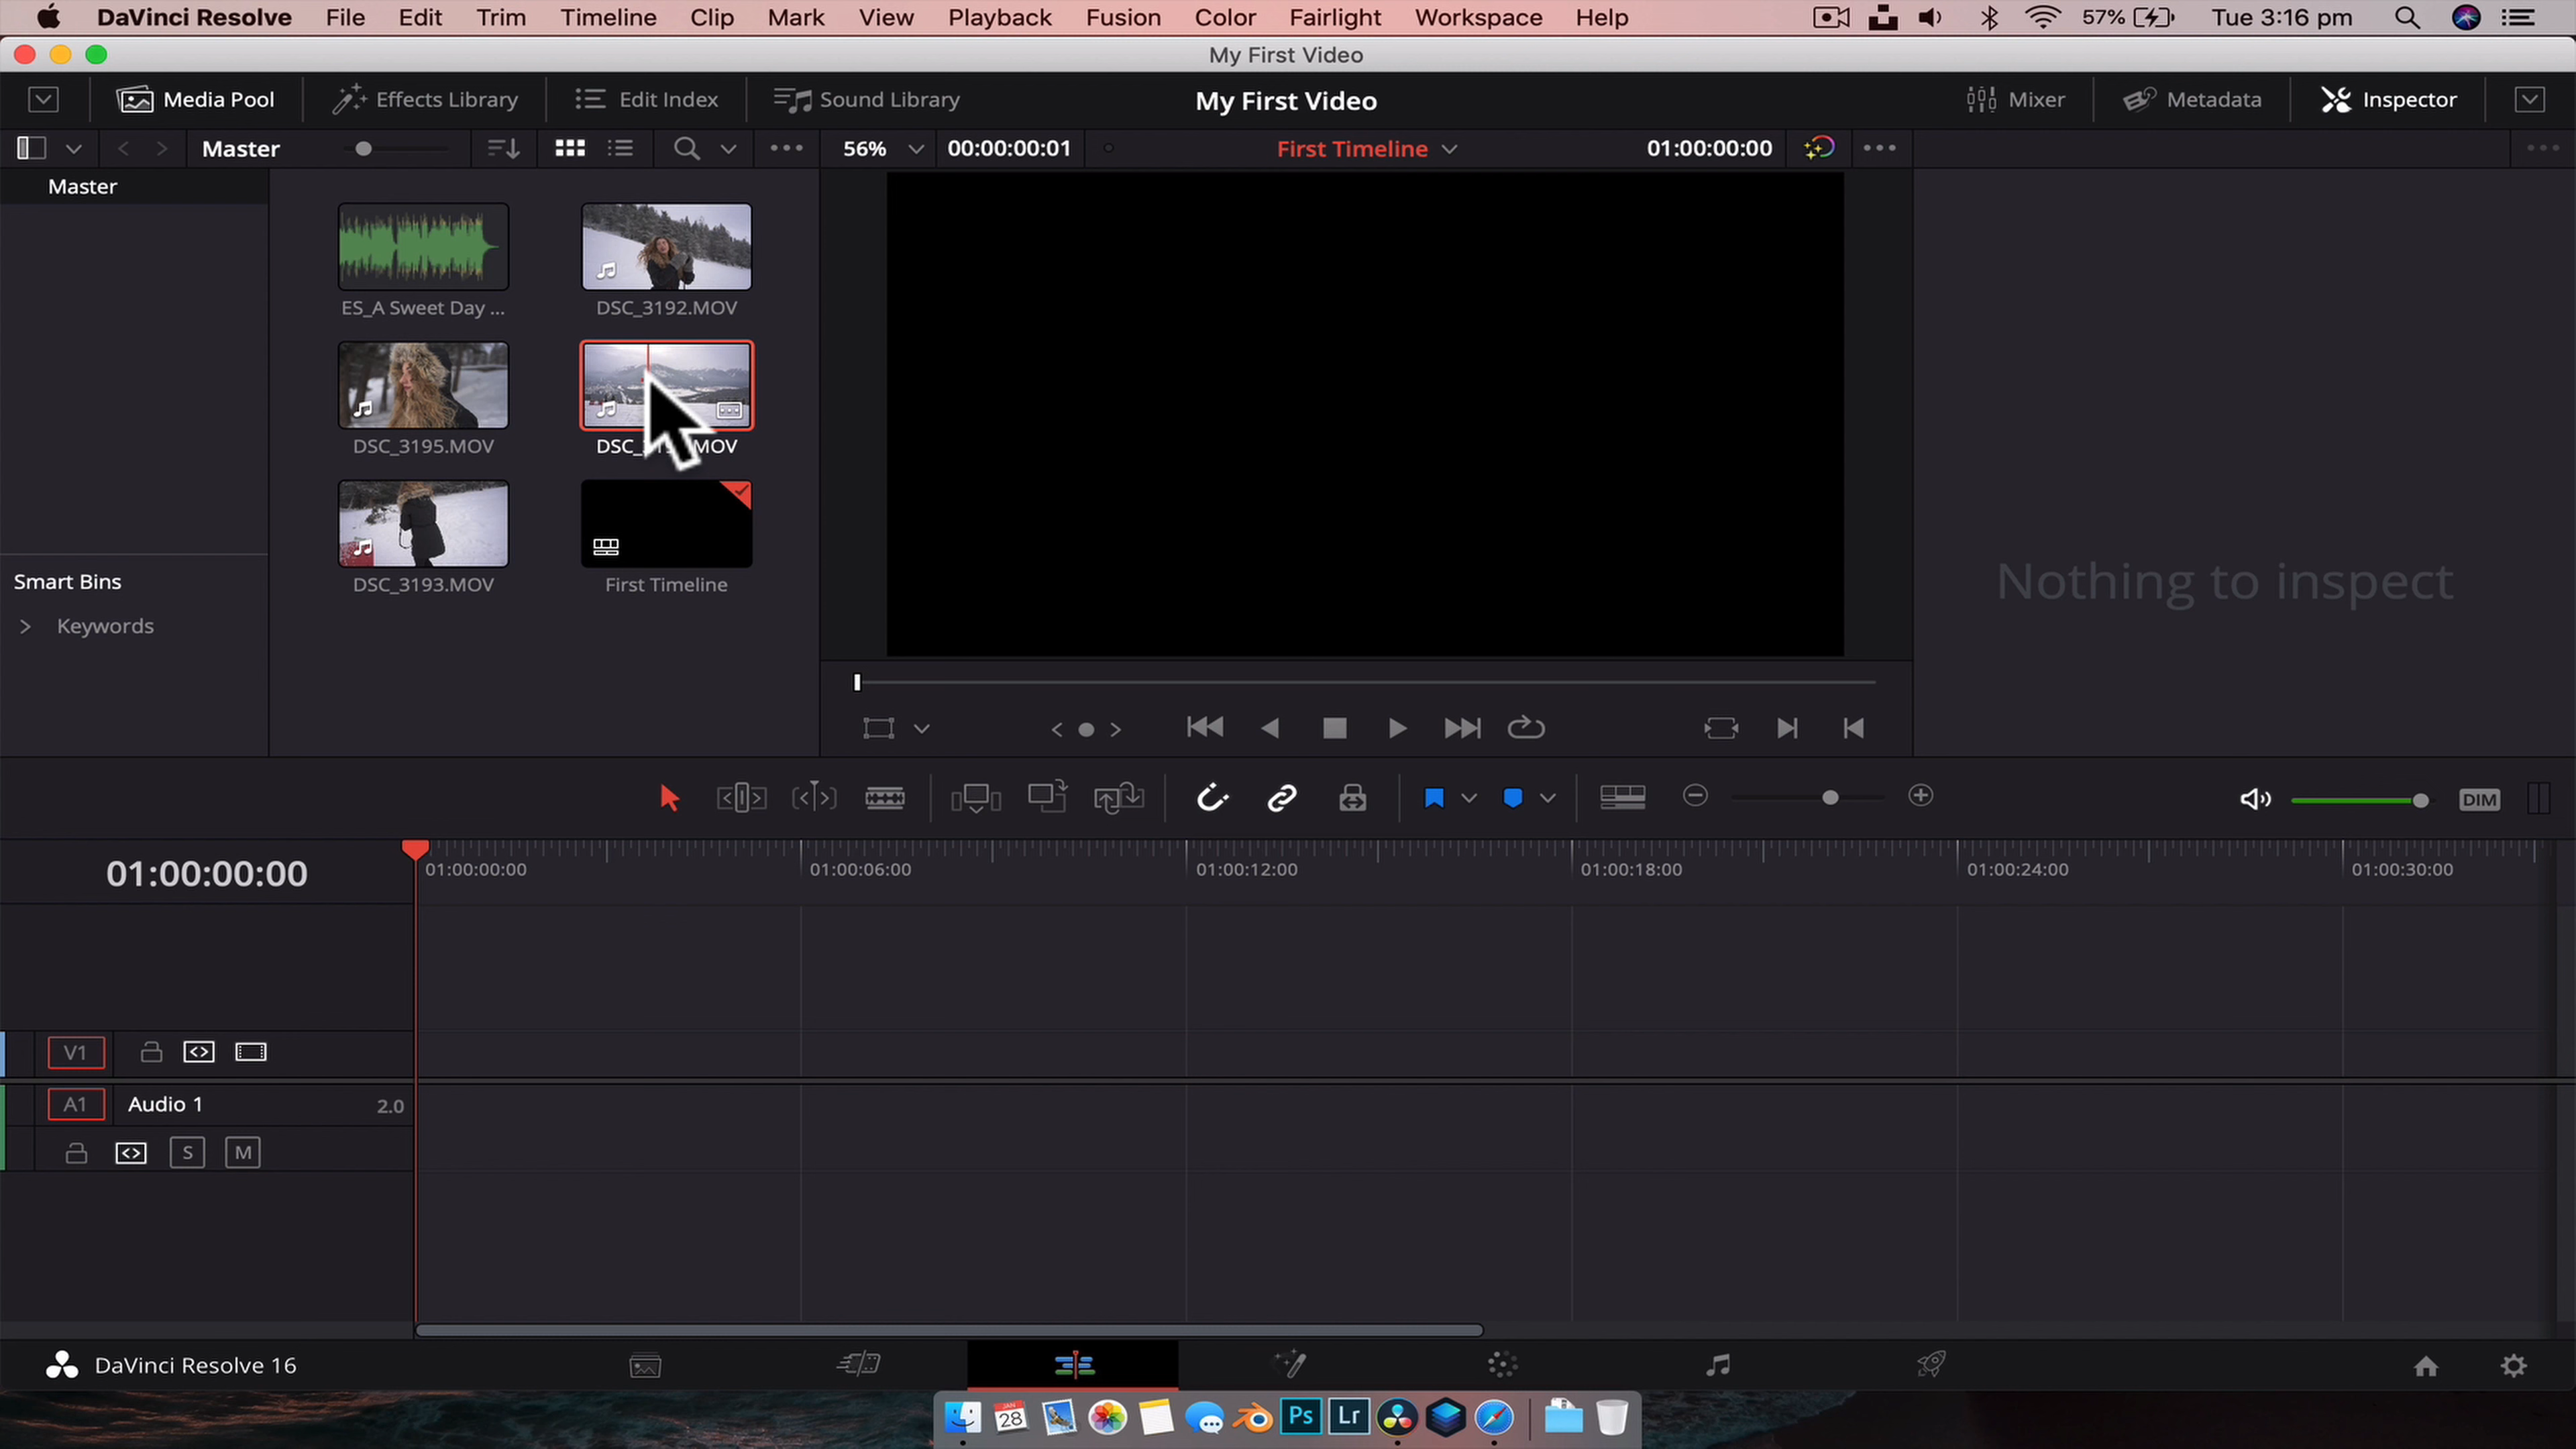 DaVinci Resolve File Edit Trim Timeline Clip Mark View Playback Fusion Color Fairlight Workspace Help 57% Tue 3:16 pm
My First Video
Media Pool Effects Library Edit Index Sound Library My First Video Mixer Metadata Inspector
Master 56% 00:00:00:01 First Timeline 01:00:00:00
Master
ES_A Sweet Day ... DSC_3192.MOV
DSC_3195.MOV MOV
DSC_3193.MOV First Timeline
Smart Bins
Keywords
Nothing to inspect
DIM
01:00:00:00 01:00:00:00 01:00:06:00 01:00:12:00 01:00:18:00 01:00:24:00 01:00:30:00
V1
A1 Audio 1 2.0
S M
DaVinci Resolve 16
JAN
28
Ps Lr